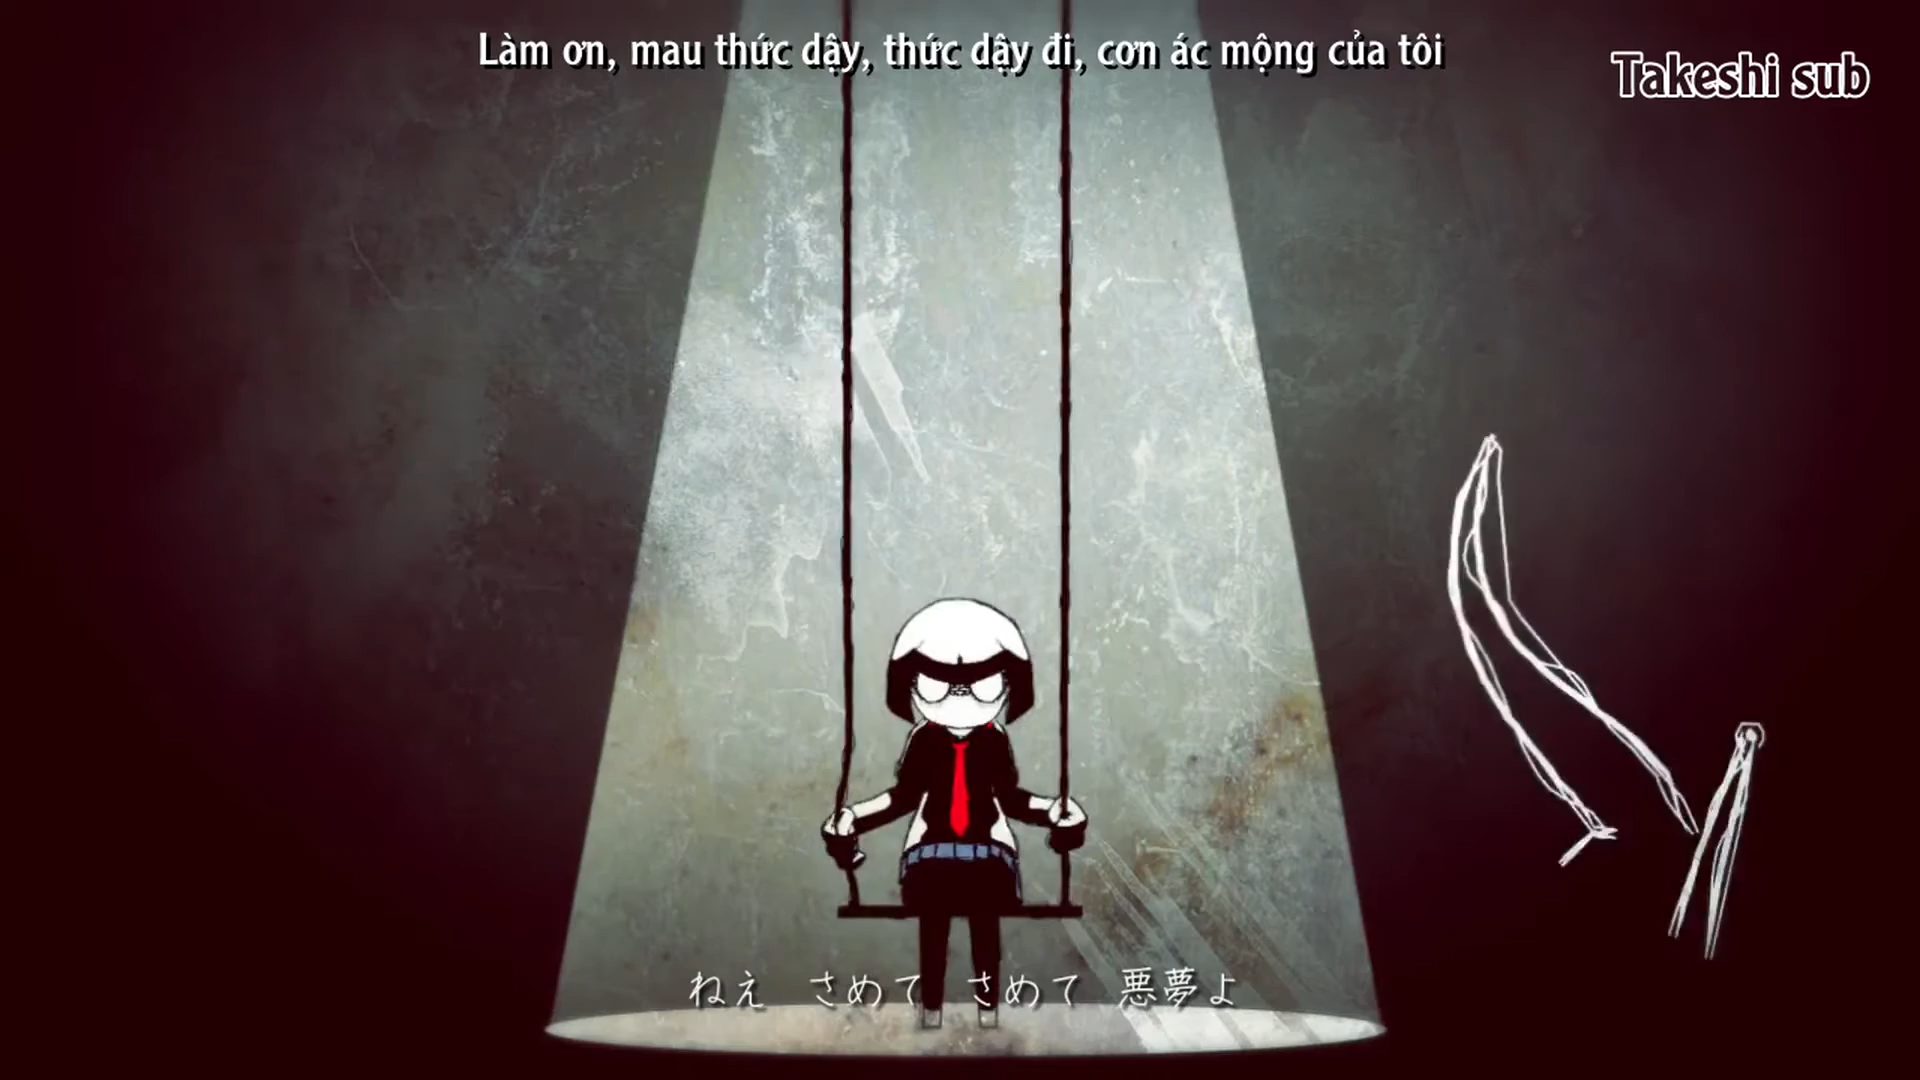 Làm ơn, mau thức dậy, thức dậy đi, cơn ác mộng của tôi
Takeshi sub
ねえ さめて さめて 悪夢よ